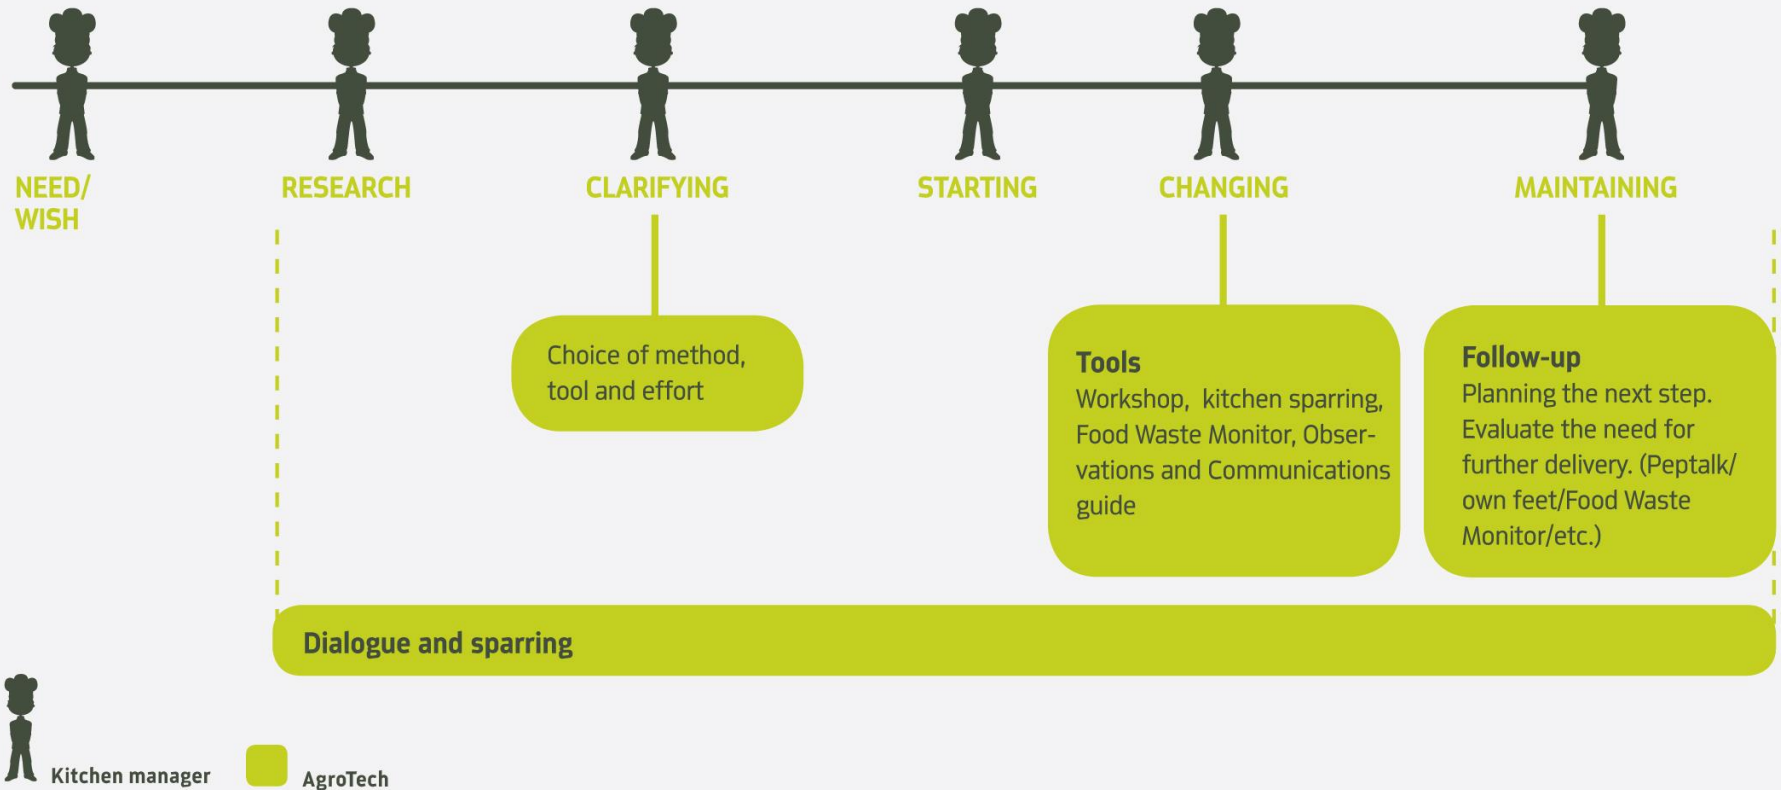 NEED/
WISH
RESEARCH
CLARIFYING
STARTING
CHANGING
MAINTAINING
Choice of method,
tool and effort
Tools
Workshop, kitchen sparring,
Food Waste Monitor, Obser-
vations and Communications
guide
Follow-up
Planning the next step.
Evaluate the need for
further delivery. (Peptalk/
own feet/Food Waste
Monitor/etc.)
Dialogue and sparring
Kitchen manager
AgroTech